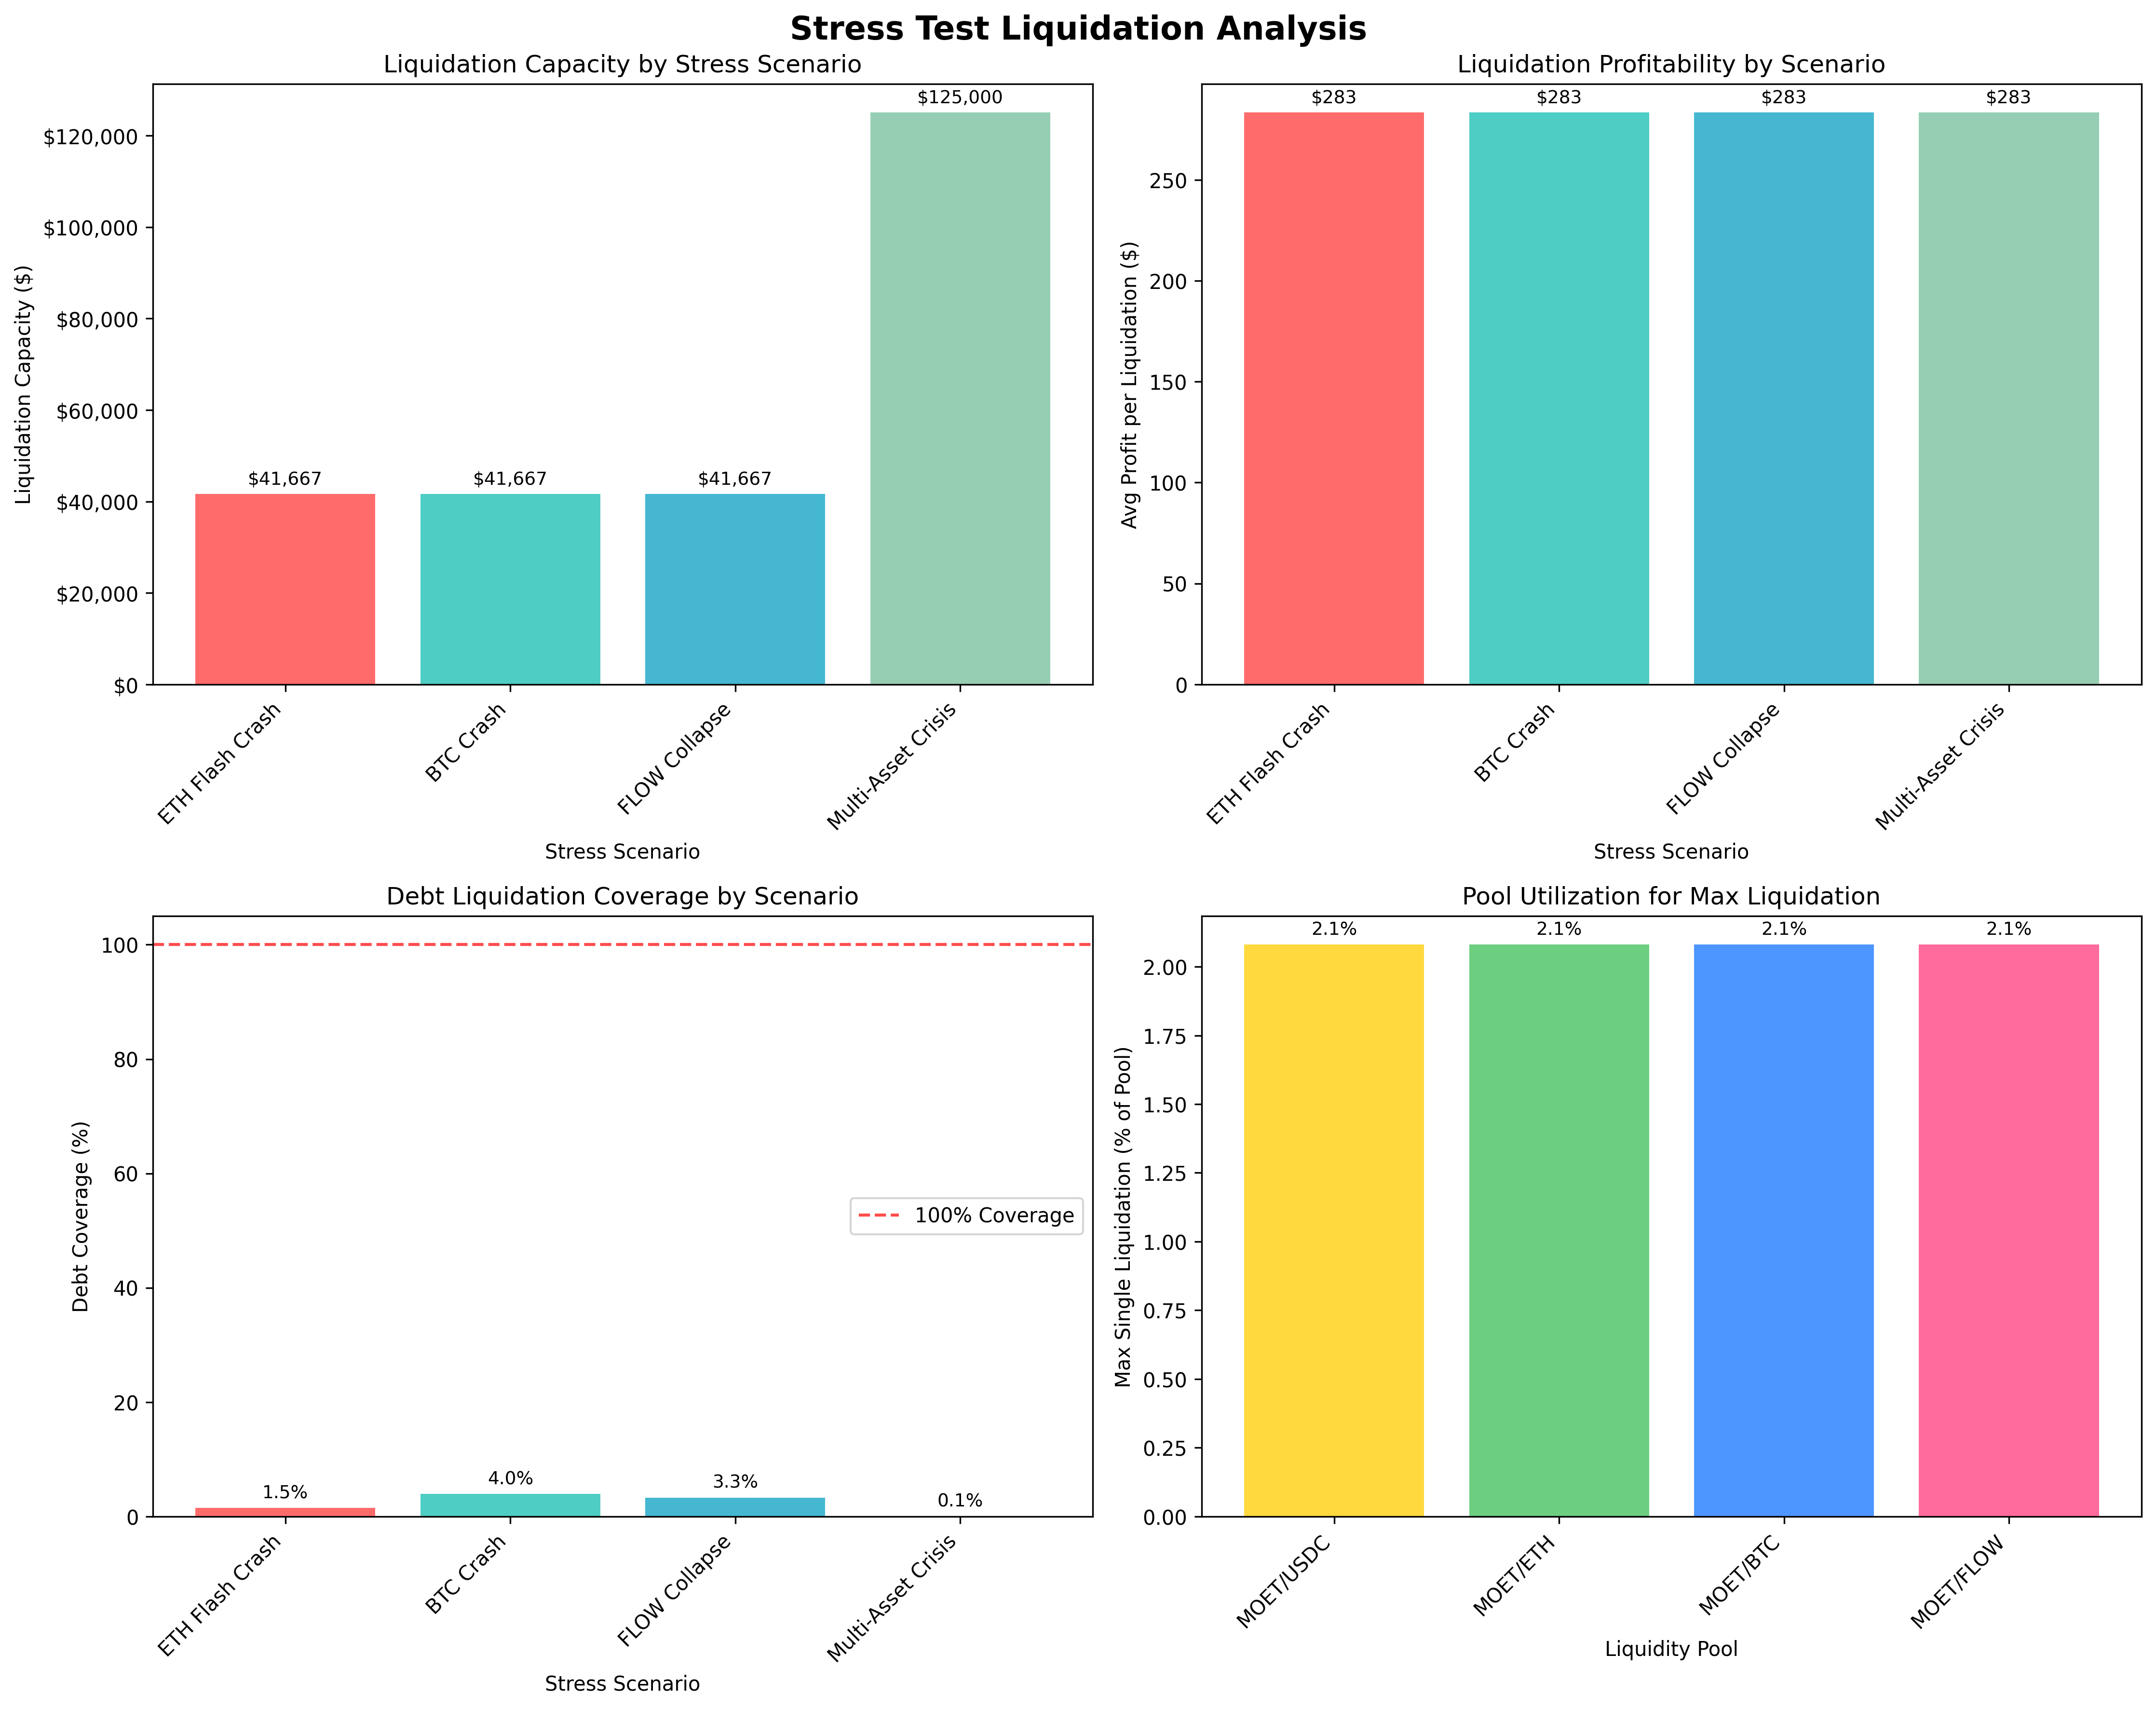 Stress Test Liquidation Analysis
Liquidation Capacity by Stress Scenario
Liquidation Capacity ($)
$120,000
$100,000
$80,000
$60,000
$40,000
$20,000
$0
$41,667
$41,667
$41,667
$125,000
ETH Flash Crash
BTC Crash
FLOW Collapse
Multi-Asset Crisis
Stress Scenario
Liquidation Profitability by Scenario
Avg Profit per Liquidation ($)
250
200
150
100
50
0
$283
$283
$283
$283
ETH Flash Crash
BTC Crash
FLOW Collapse
Multi-Asset Crisis
Stress Scenario
Debt Liquidation Coverage by Scenario
Debt Coverage (%)
100
80
60
40
20
0
100% Coverage
1.5%
4.0%
3.3%
0.1%
ETH Flash Crash
BTC Crash
FLOW Collapse
Multi-Asset Crisis
Stress Scenario
Pool Utilization for Max Liquidation
Max Single Liquidation (% of Pool)
2.00
1.75
1.50
1.25
1.00
0.75
0.50
0.25
0.00
2.1%
2.1%
2.1%
2.1%
MOET/USDC
MOET/ETH
MOET/BTC
MOET/FLOW
Liquidity Pool